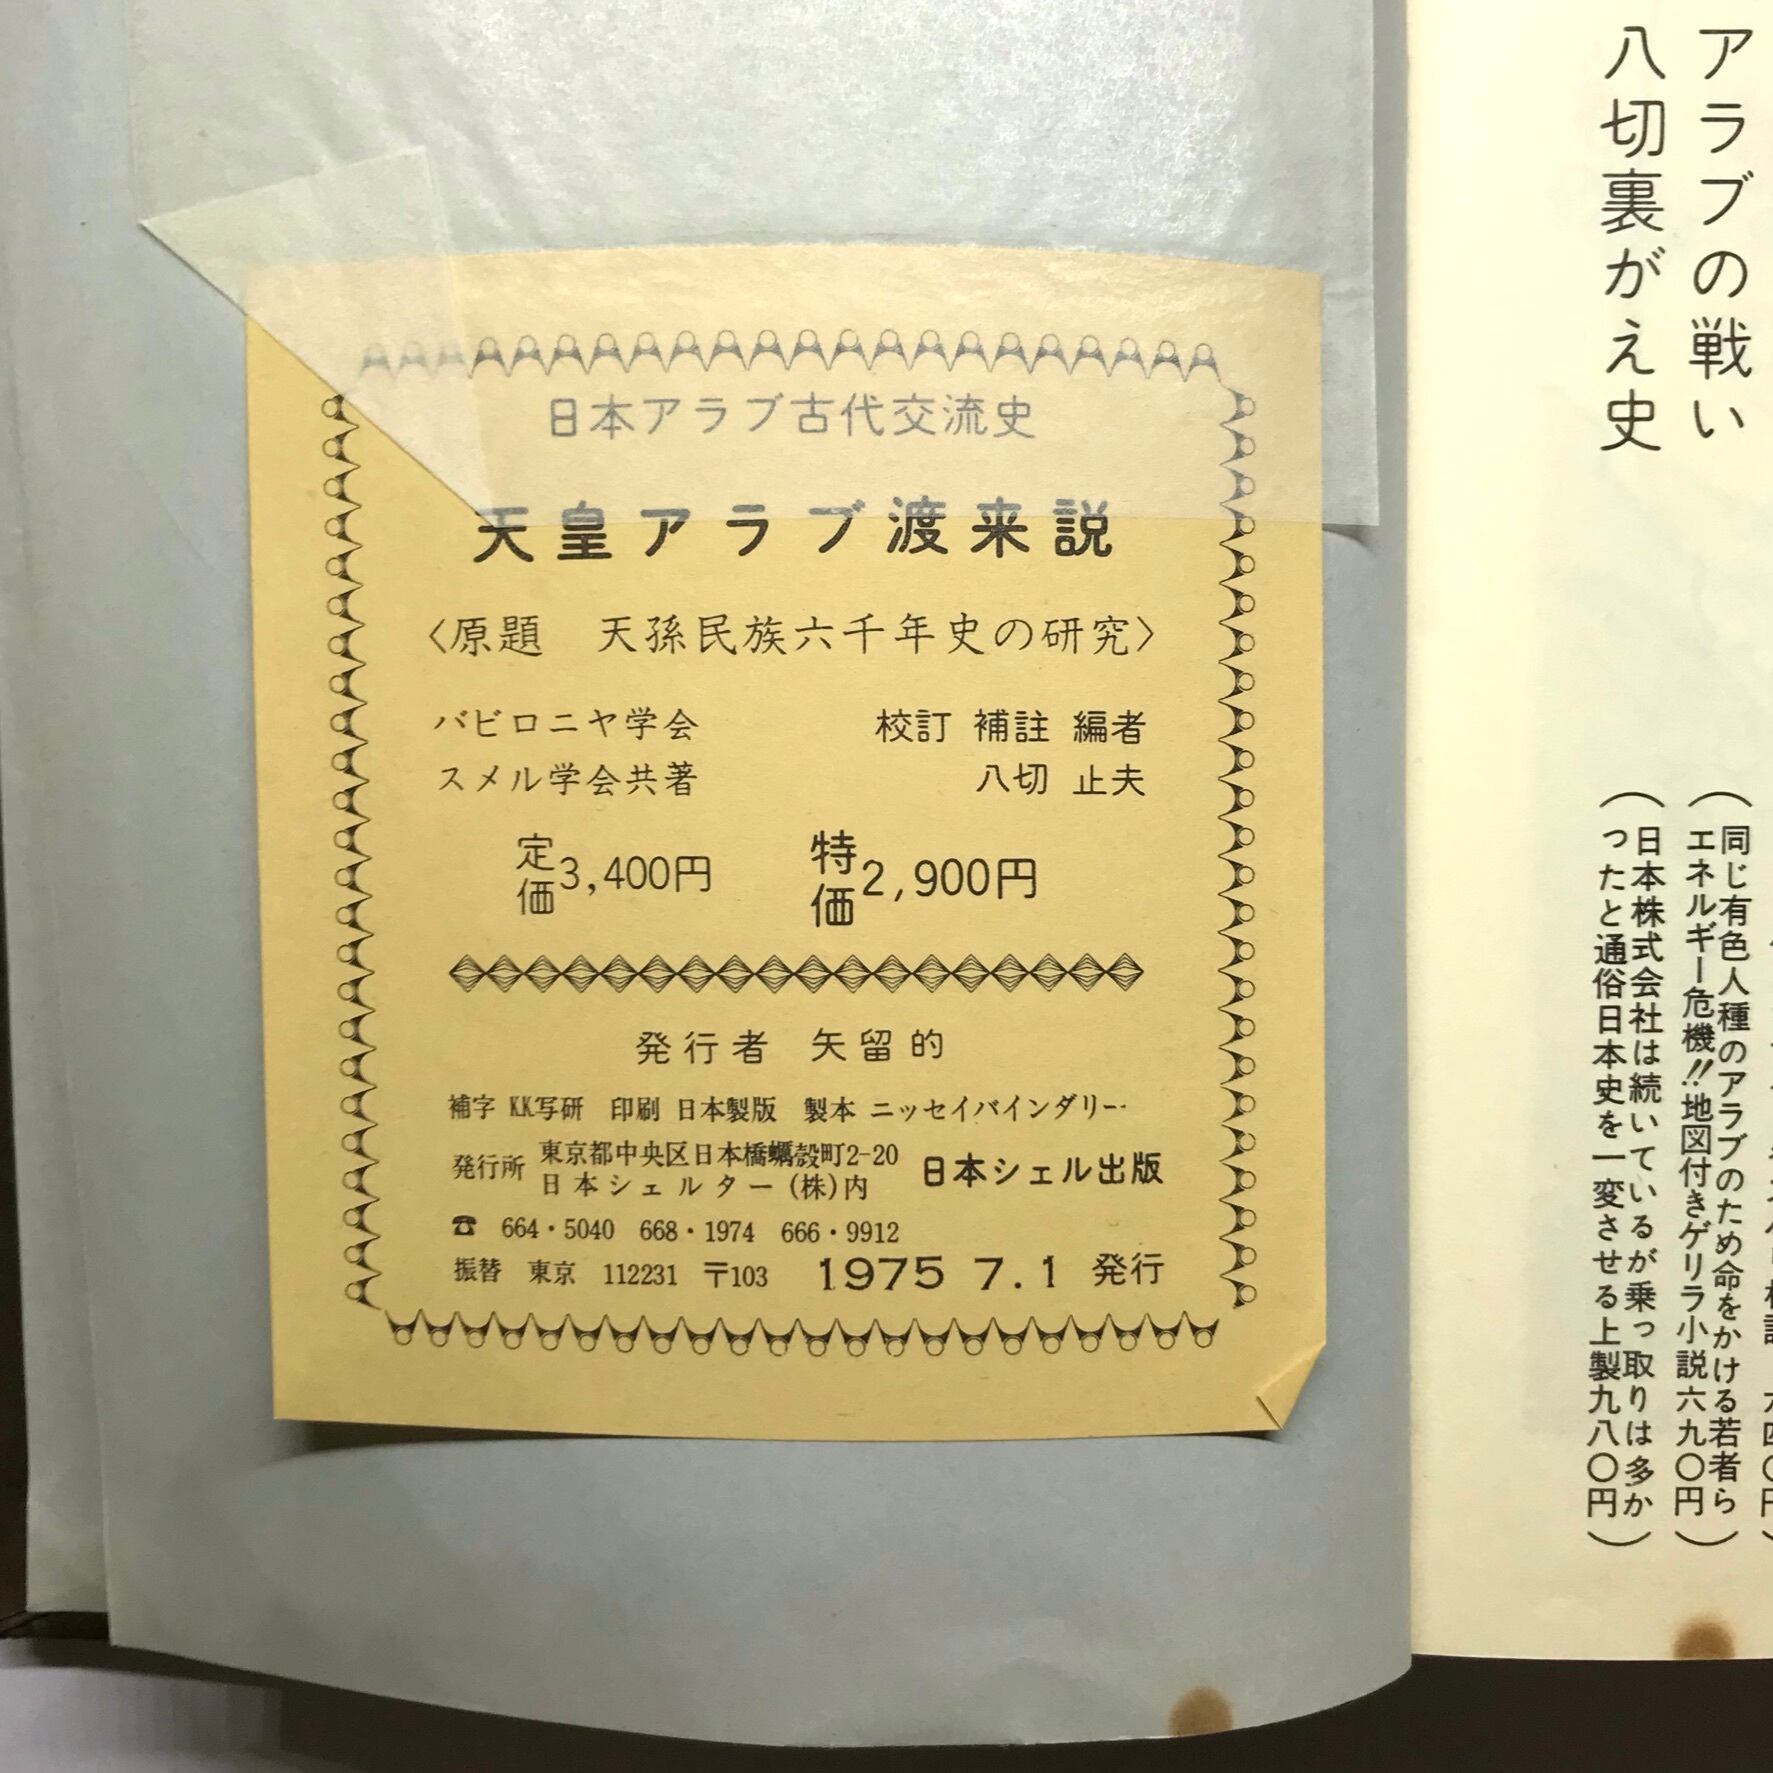 日本アラブ古代交流史
天皇アラブ渡来説
〈原題　天孫民族六千年史の研究〉
バビロニヤ学会　校訂 補註 編者
スメル学会共著　八切 止夫
定価3,400円　特価2,900円
発行者　矢留的
補字 KK写研　印刷 日本製版　製本 ニッセイバインダリー
発行所　東京都中央区日本橋蠣殻町2-20
日本シェルター(株)内　日本シェル出版
☎ 664・5040　668・1974　666・9912
振替　東京　112231　〒103　1975 7.1 発行
アラブの戦い
(同じ有色人種のアラブのため命をかける若者ら
エネルギー危機!!地図付きゲリラ小説六九〇円)
八切裏がえ史
(日本株式会社は続いているが乗っ取りは多か
ったと通俗日本史を一変させる上製九八〇円)